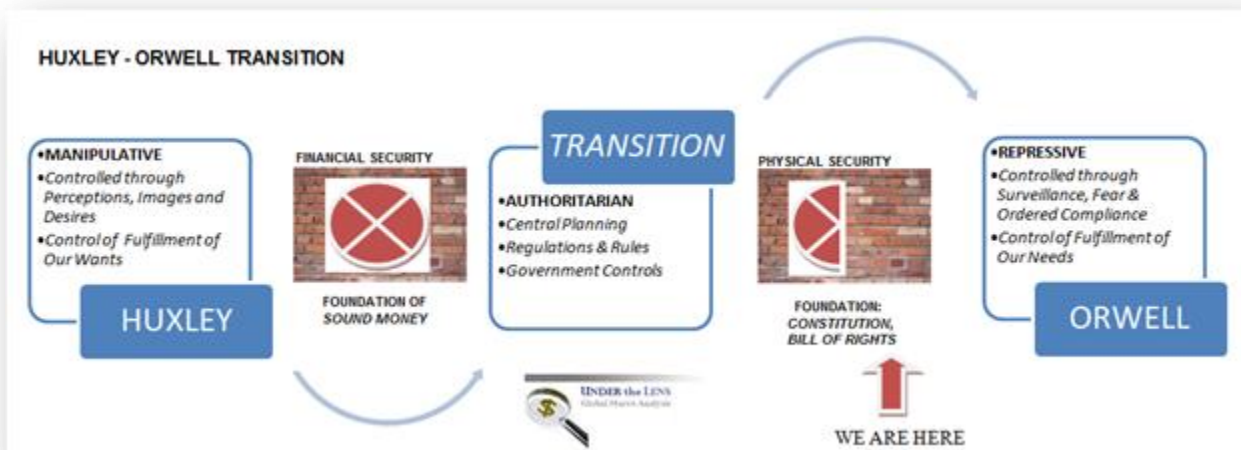 HUXLEY - ORWELL TRANSITION
•MANIPULATIVE
•Controlled through
Perceptions, Images and
Desires
•Control of Fulfillment of
Our Wants
HUXLEY
FINANCIAL SECURITY
FOUNDATION OF
SOUND MONEY
TRANSITION
•AUTHORITARIAN
•Central Planning
•Regulations & Rules
•Government Controls
UNDER the LENS
Global Macro Analysis
PHYSICAL SECURITY
FOUNDATION:
CONSTITUTION,
BILL OF RIGHTS
WE ARE HERE
•REPRESSIVE
•Controlled through
Surveillance, Fear &
Ordered Compliance
•Control of Fulfillment of
Our Needs
ORWELL